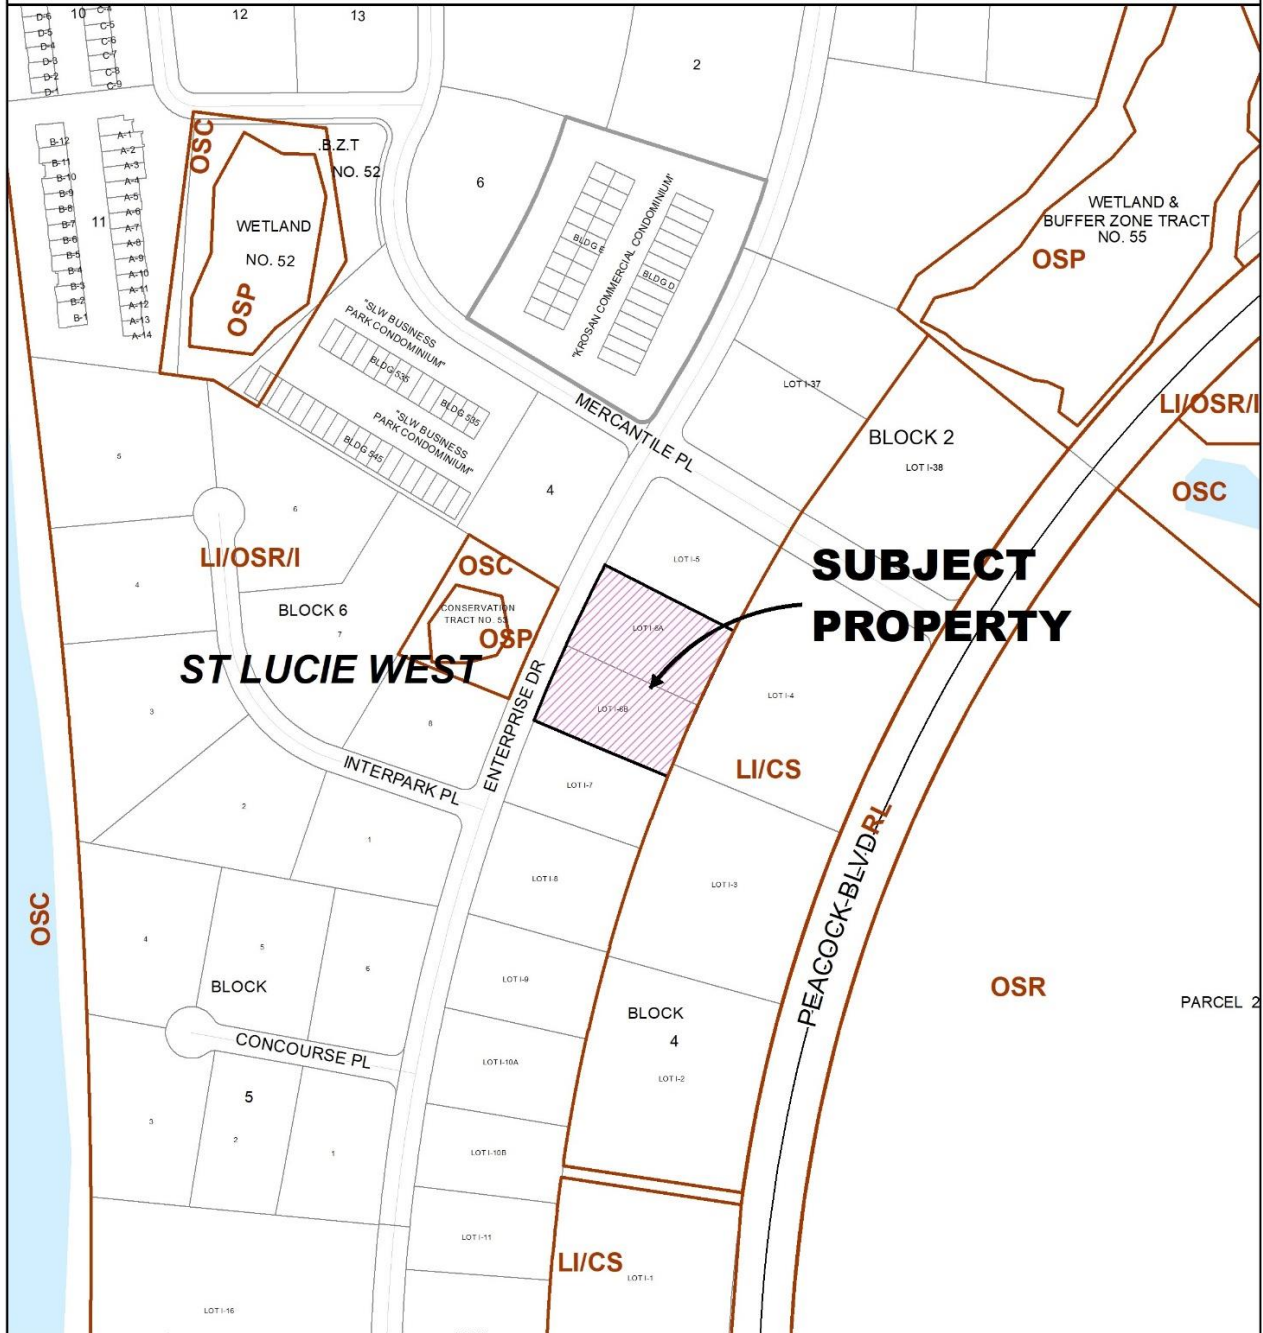 10
D-6
D-5
D-4
D-3
D-2
D-1
C-5
C-6
C-7
C-8
C-9
12
13
2
B-12
B-11
B-10
B-9
B-8
B-7
B-6
B-5
B-4
B-3
B-2
B-1
11
A-1
A-2
A-3
A-4
A-5
A-6
A-7
A-8
A-9
A-10
A-11
A-12
A-13
A-14
OSC
.B.Z.T
NO. 52
WETLAND
NO. 52
OSP
6
BLDG E
"KROSAN COMMERCIAL CONDOMINIUM"
BLDG D
WETLAND &
BUFFER ZONE TRACT
NO. 55
OSP
"SLW BUSINESS
PARK CONDOMINIUM"
BLDG 535
BLDG 535
"SLW BUSINESS
PARK CONDOMINIUM"
BLDG 545
MERCANTILE PL
LOT I-37
BLOCK 2
LOT I-38
LI/OSR/I
OSC
5
6
4
LI/OSR/I
4
BLOCK 6
7
OSC
CONSERVATION
TRACT NO. 53
OSP
LOT I-5
SUBJECT
PROPERTY
LOT I-6A
LOT I-6B
ST LUCIE WEST
LOT I-4
3
8
ENTERPRISE DR
INTERPARK PL
LI/CS
LOT I-7
2
1
PEACOCK BLVD
RL
LOT I-8
LOT I-3
OSC
4
5
6
BLOCK
LOT I-9
OSR
PARCEL 2
BLOCK
4
CONCOURSE PL
LOT I-10A
LOT I-2
5
3
2
1
LOT I-10B
LOT I-11
LI/CS
LOT I-1
LOT I-16